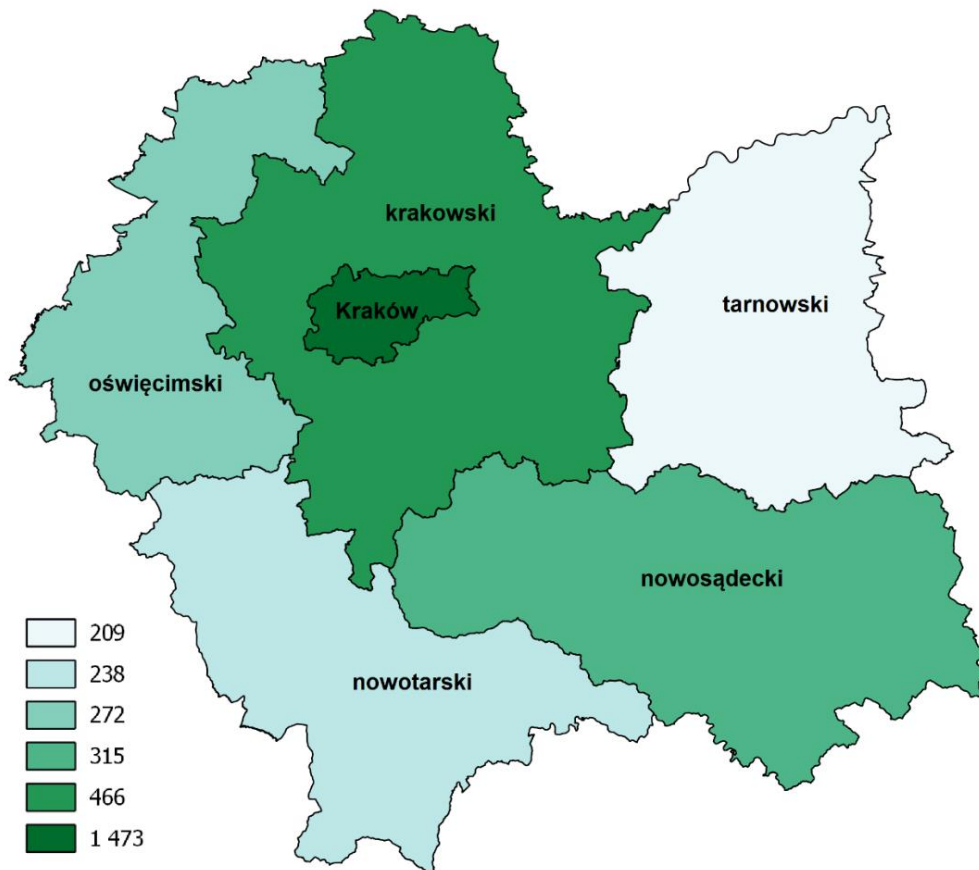 krakowski
Kraków
tarnowski
oświęcimski
nowosądecki
nowotarski
209
238
272
315
466
1 473